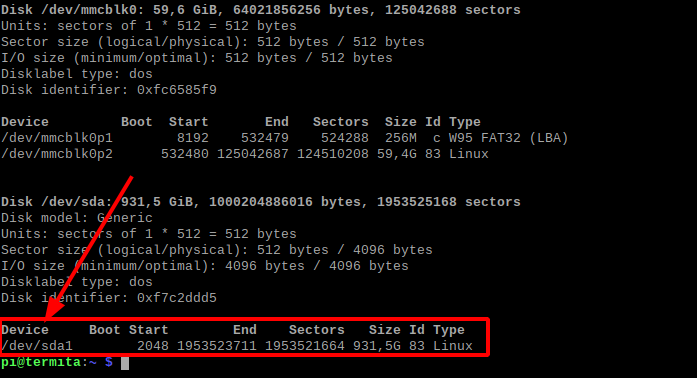 Disk /dev/mmcblk0: 59,6 GiB, 64021856256 bytes, 125042688 sectors
Units: sectors of 1 * 512 = 512 bytes
Sector size (logical/physical): 512 bytes / 512 bytes
I/O size (minimum/optimal): 512 bytes / 512 bytes
Disklabel type: dos
Disk identifier: 0xfc6585f9
Device Boot Start End Sectors Size Id Type
/dev/mmcblk0p1 8192 532479 524288 256M c W95 FAT32 (LBA)
/dev/mmcblk0p2 532480 125042687 124510208 59,4G 83 Linux
Disk /dev/sda: 931,5 GiB, 1000204886016 bytes, 1953525168 sectors
Disk model: Generic
Units: sectors of 1 * 512 = 512 bytes
Sector size (logical/physical): 512 bytes / 4096 bytes
I/O size (minimum/optimal): 4096 bytes / 4096 bytes
Disklabel type: dos
Disk identifier: 0xf7c2ddd5
Device Boot Start End Sectors Size Id Type
/dev/sda1 2048 1953523711 1953521664 931,5G 83 Linux
pi@termita:~ $